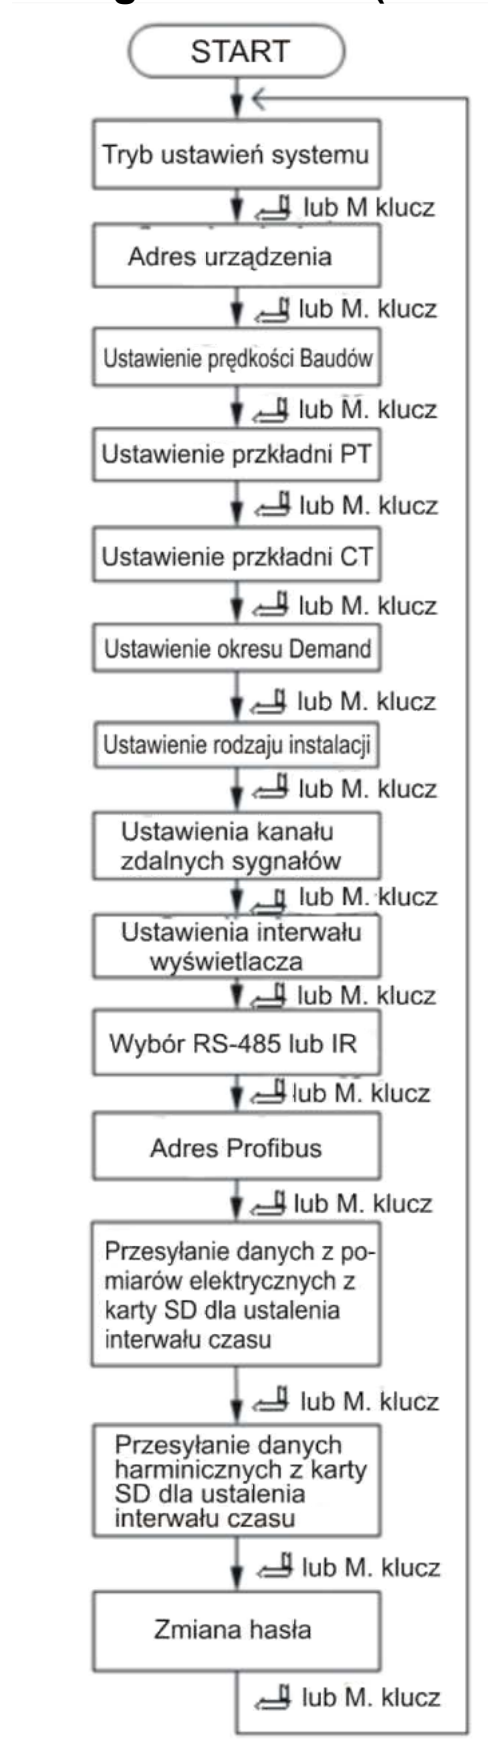 START
Tryb ustawień systemu
lub M klucz
Adres urządzenia
lub M. klucz
Ustawienie prędkości Baudów
lub M. klucz
Ustawienie przkładni PT
lub M. klucz
Ustawienie przkładni CT
lub M. klucz
Ustawienie okresu Demand
lub M. klucz
Ustawienie rodzaju instalacji
lub M. klucz
Ustawienia kanału
zdalnych sygnałów
lub M. klucz
Ustawienia interwału
wyświetlacza
lub M. klucz
Wybór RS-485 lub IR
lub M. klucz
Adres Profibus
lub M. klucz
Przesyłanie danych z po-
miarów elektrycznych z
karty SD dla ustalenia
interwału czasu
lub M. klucz
Przesyłanie danych
harminicznych z karty
SD dla ustalenia
interwału czasu
lub M. klucz
Zmiana hasła
lub M. klucz